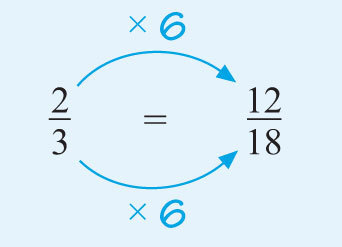 × 6
2/3 = 12/18
× 6